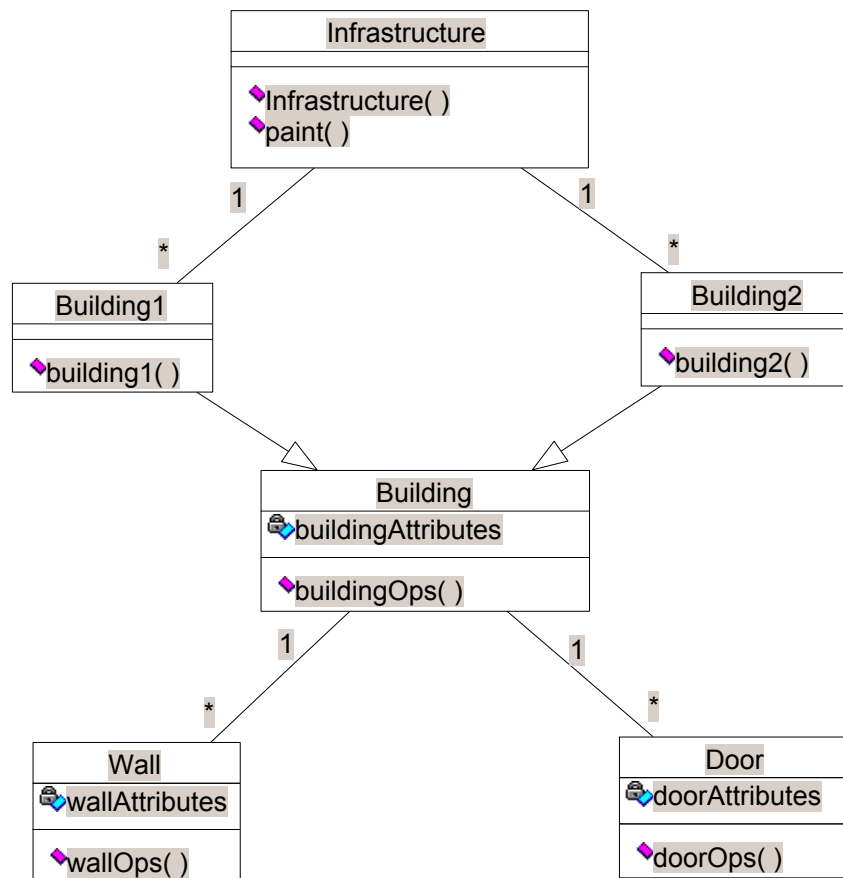 Infrastructure
Infrastructure( )
paint( )
1
1
*
*
Building1
building1( )
Building2
building2( )
Building
buildingAttributes
buildingOps( )
1
1
*
*
Wall
wallAttributes
wallOps( )
Door
doorAttributes
doorOps( )